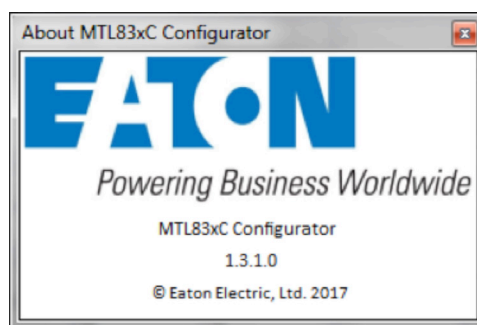 About MTL83xC Configurator
EATON
Powering Business Worldwide
MTL83xC Configurator
1.3.1.0
© Eaton Electric, Ltd. 2017